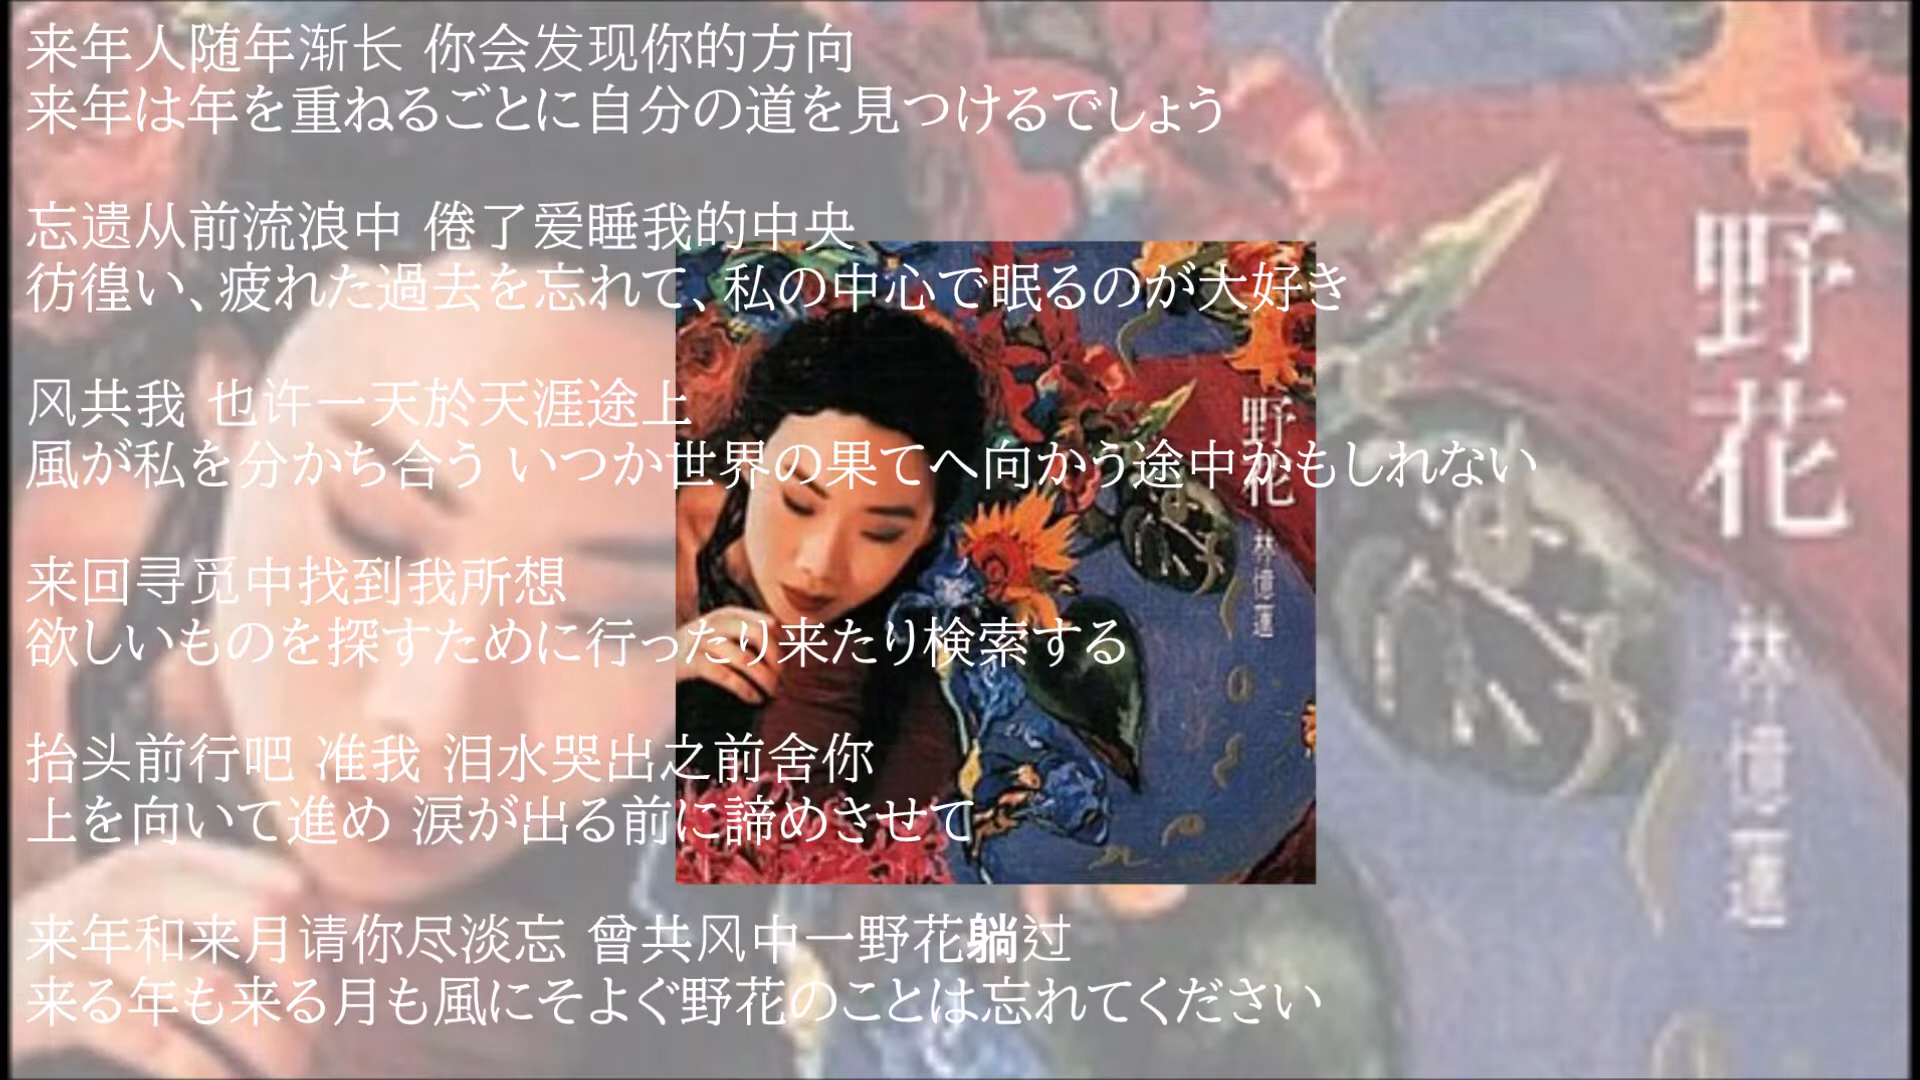 来年人随年渐长 你会发现你的方向
来年は年を重ねるごとに自分の道を見つけるでしょう
忘遗从前流浪中 倦了爱睡我的中央
彷徨い、疲れた過去を忘れて、私の中心で眠るのが大好き
风共我 也许一天於天涯途上
風が私を分かち合う いつか世界の果てへ向かう途中かもしれない
来回寻觅中找到我所想
欲しいものを探すために行ったり来たり検索する
抬头前行吧 准我 泪水哭出之前舍你
上を向いて進め 涙が出る前に諦めさせて
来年和来月请你尽淡忘 曾共风中一野花躺过
来る年も来る月も風にそよぐ野花のことは忘れてください
野花
林憶蓮
野花
林憶蓮